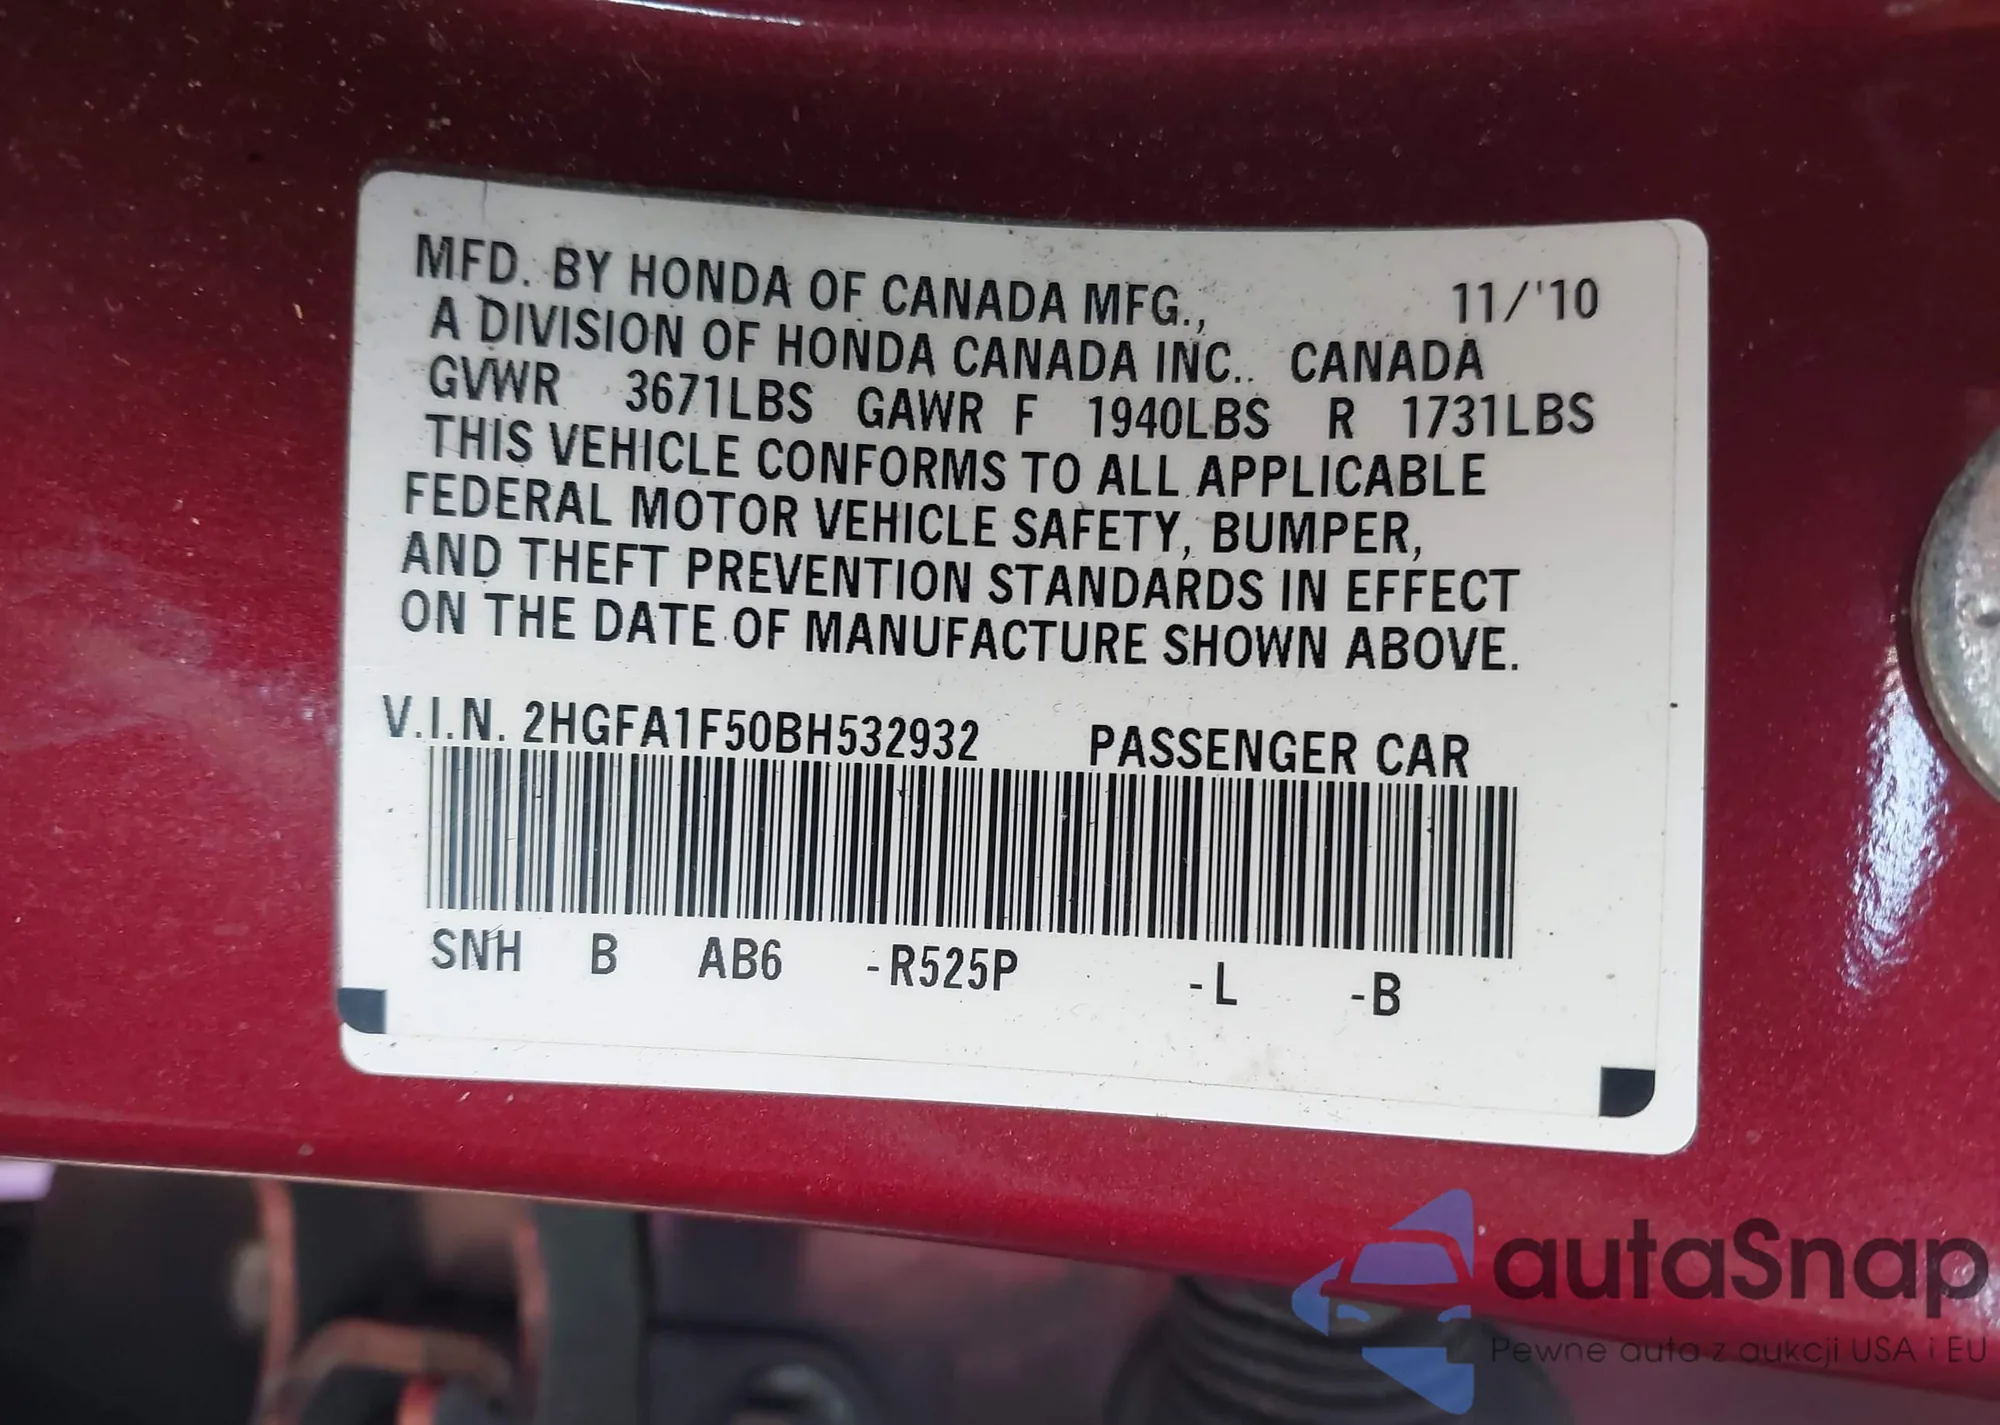 MFD. BY HONDA OF CANADA MFG., 11/'10
A DIVISION OF HONDA CANADA INC.. CANADA
GVWR 3671LBS GAWR F 1940LBS R 1731LBS
THIS VEHICLE CONFORMS TO ALL APPLICABLE
FEDERAL MOTOR VEHICLE SAFETY, BUMPER,
AND THEFT PREVENTION STANDARDS IN EFFECT
ON THE DATE OF MANUFACTURE SHOWN ABOVE.
V.I.N. 2HGFA1F50BH532932 PASSENGER CAR
SNH B AB6 -R525P -L -B
autaSnap
Pewne auta z aukcji USA i EU